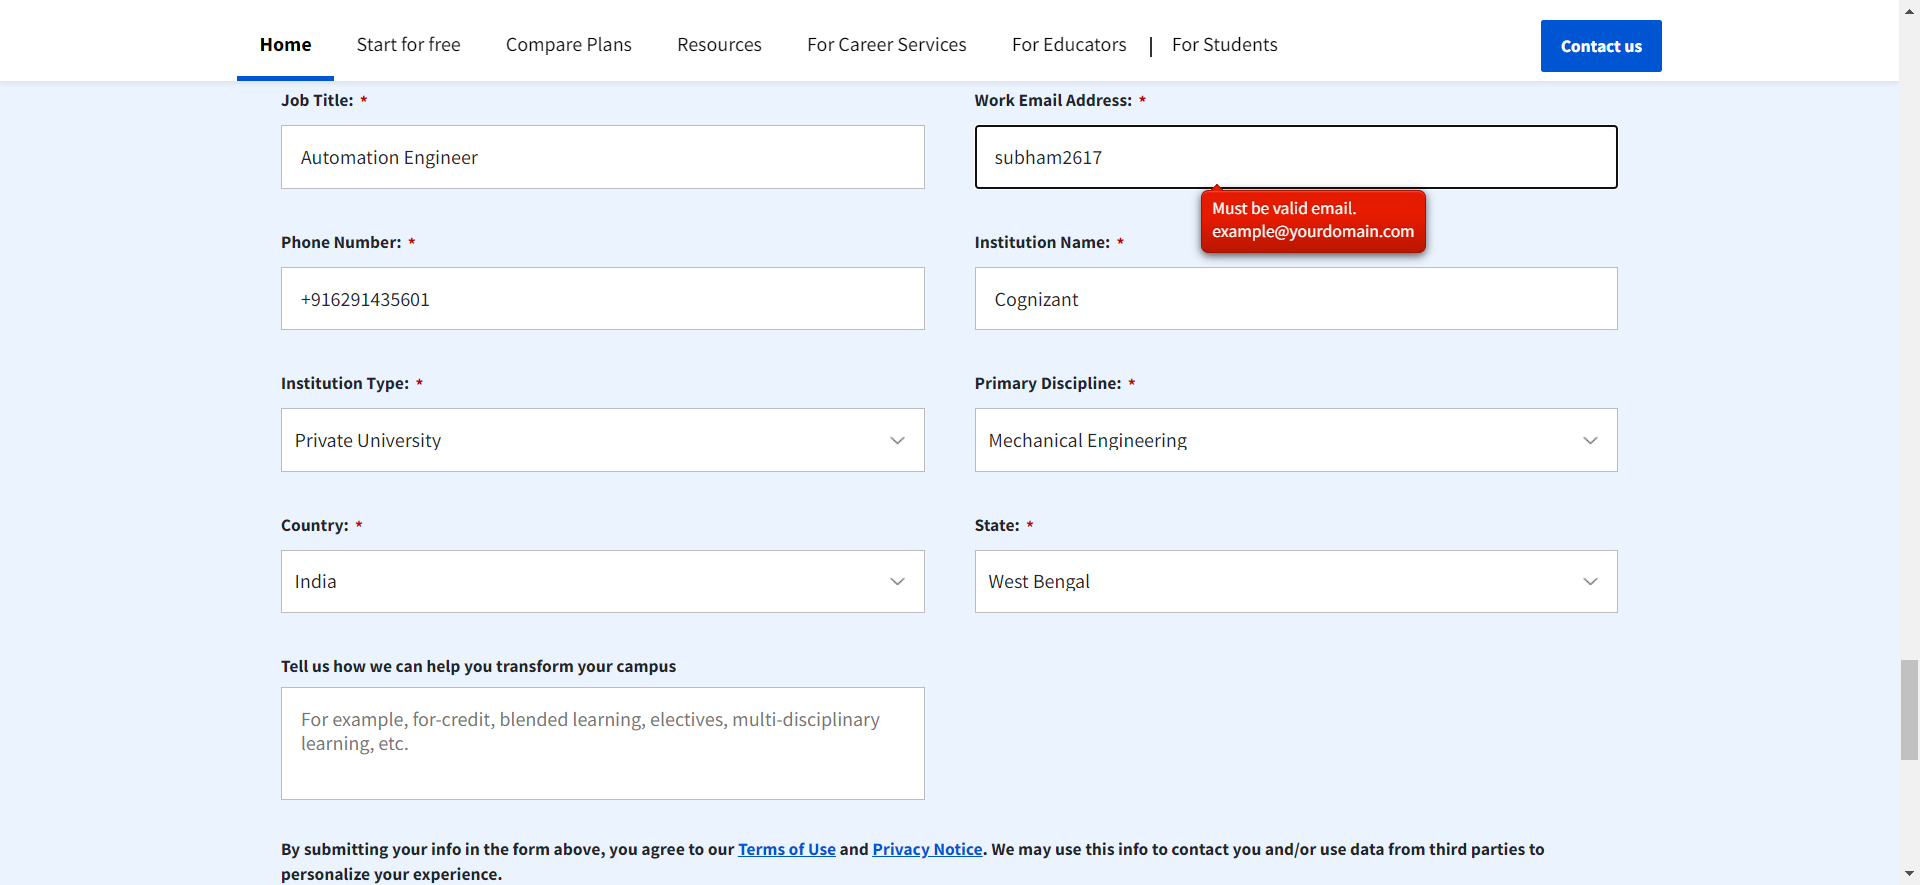 Home Start for free Compare Plans Resources For Career Services For Educators | For Students Contact us
Job Title: * Work Email Address: *
Automation Engineer subham2617
Must be valid email.
example@yourdomain.com
Phone Number: * Institution Name: *
+916291435601 Cognizant
Institution Type: * Primary Discipline: *
Private University Mechanical Engineering
Country: * State: *
India West Bengal
Tell us how we can help you transform your campus
For example, for-credit, blended learning, electives, multi-disciplinary
learning, etc.
By submitting your info in the form above, you agree to our Terms of Use and Privacy Notice. We may use this info to contact you and/or use data from third parties to
personalize your experience.